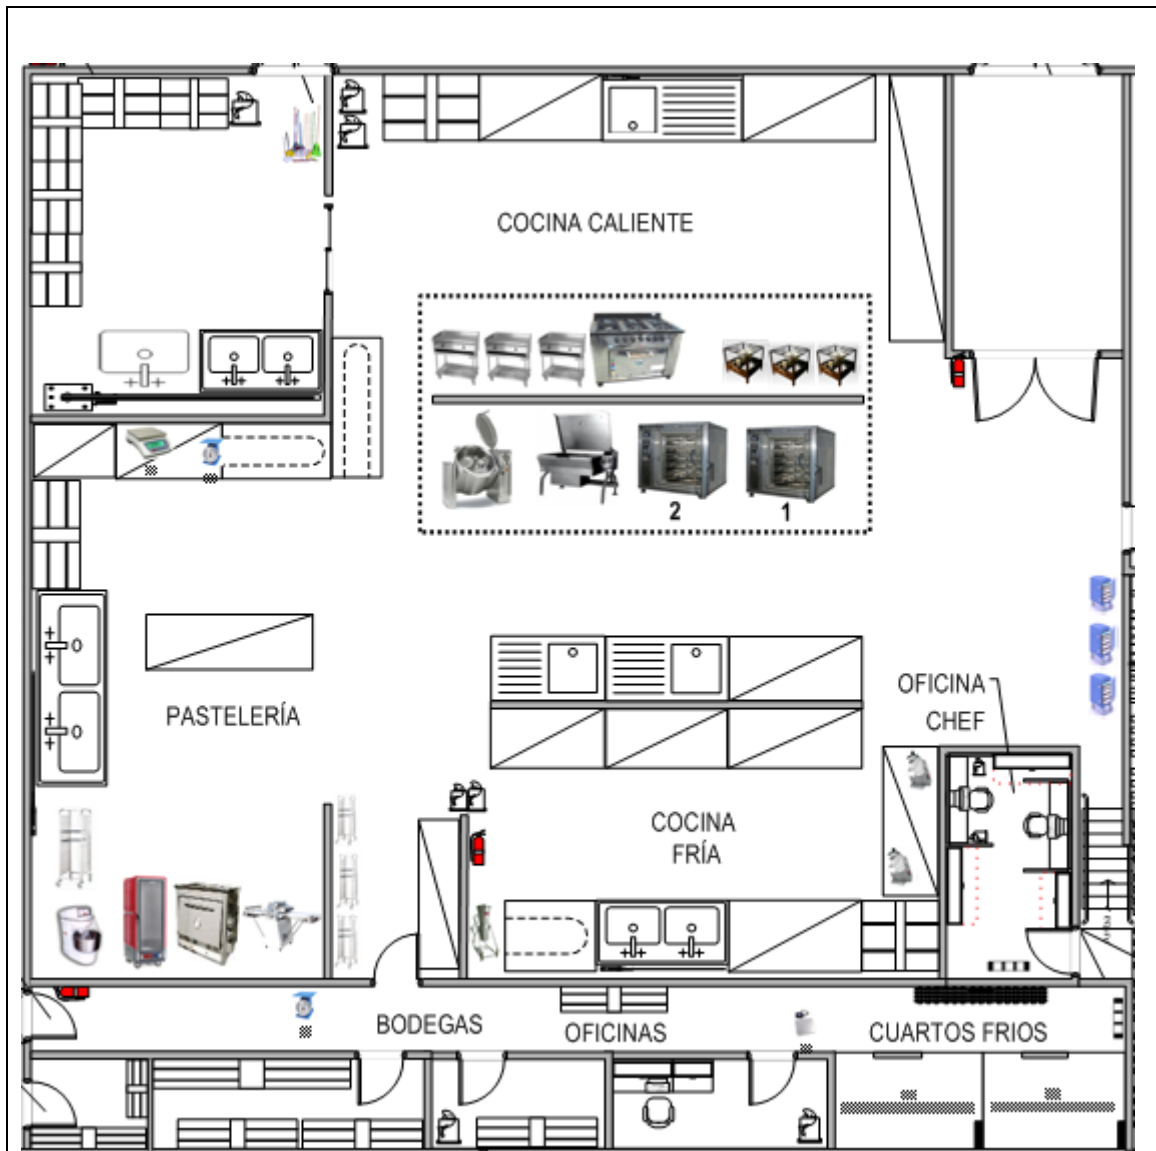 COCINA CALIENTE
2
1
OFICINA
CHEF
PASTELERÍA
COCINA
FRÍA
BODEGAS
OFICINAS
CUARTOS FRIOS